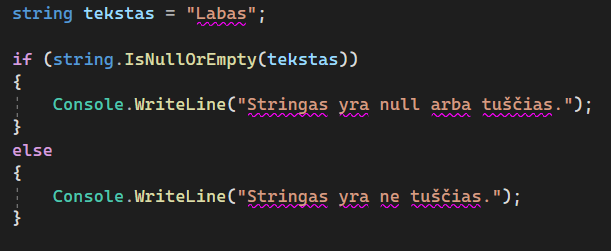 string tekstas = "Labas";
if (string.IsNullOrEmpty(tekstas))
{
Console.WriteLine("Stringas yra null arba tuščias.");
}
else
{
Console.WriteLine("Stringas yra ne tuščias.");
}